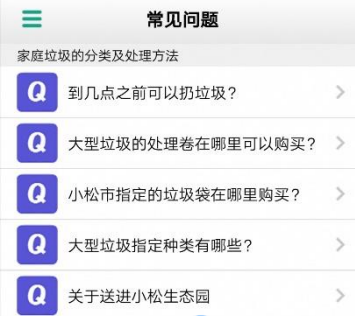 常见问题
家庭垃圾的分类及处理方法
Q 到几点之前可以扔垃圾?
Q 大型垃圾的处理卷在哪里可以购买?
Q 小松市指定的垃圾袋在哪里购买?
Q 大型垃圾指定种类有哪些?
Q 关于送进小松生态园